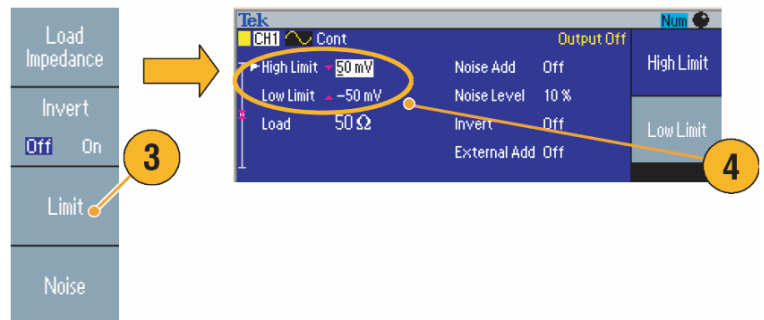 Load
Impedance
Invert
Off On
Limit
Noise
3
Tek
Num
CH1 Cont
Output Off
High Limit 50 mV
Low Limit −50 mV
Load 50 Ω
Noise Add Off
Noise Level 10 %
Invert Off
External Add Off
High Limit
Low Limit
4